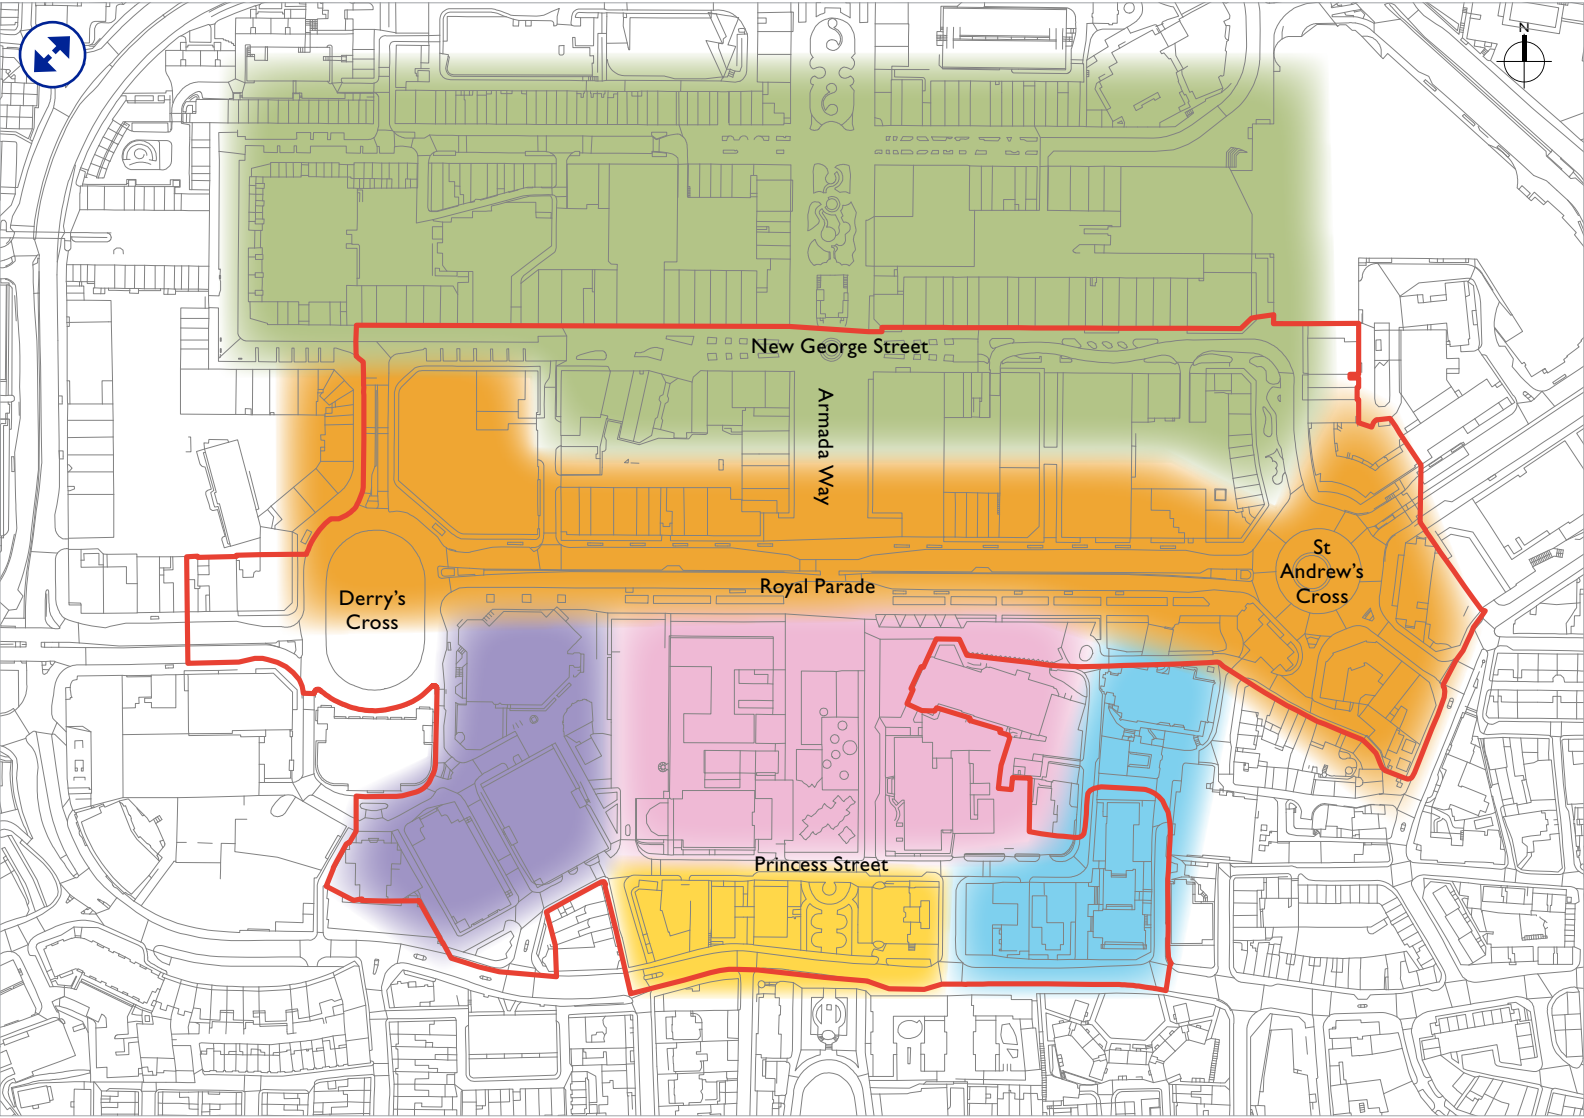 N
New George Street
Armada Way
St
Andrew’s
Cross
Royal Parade
Derry’s
Cross
Princess Street